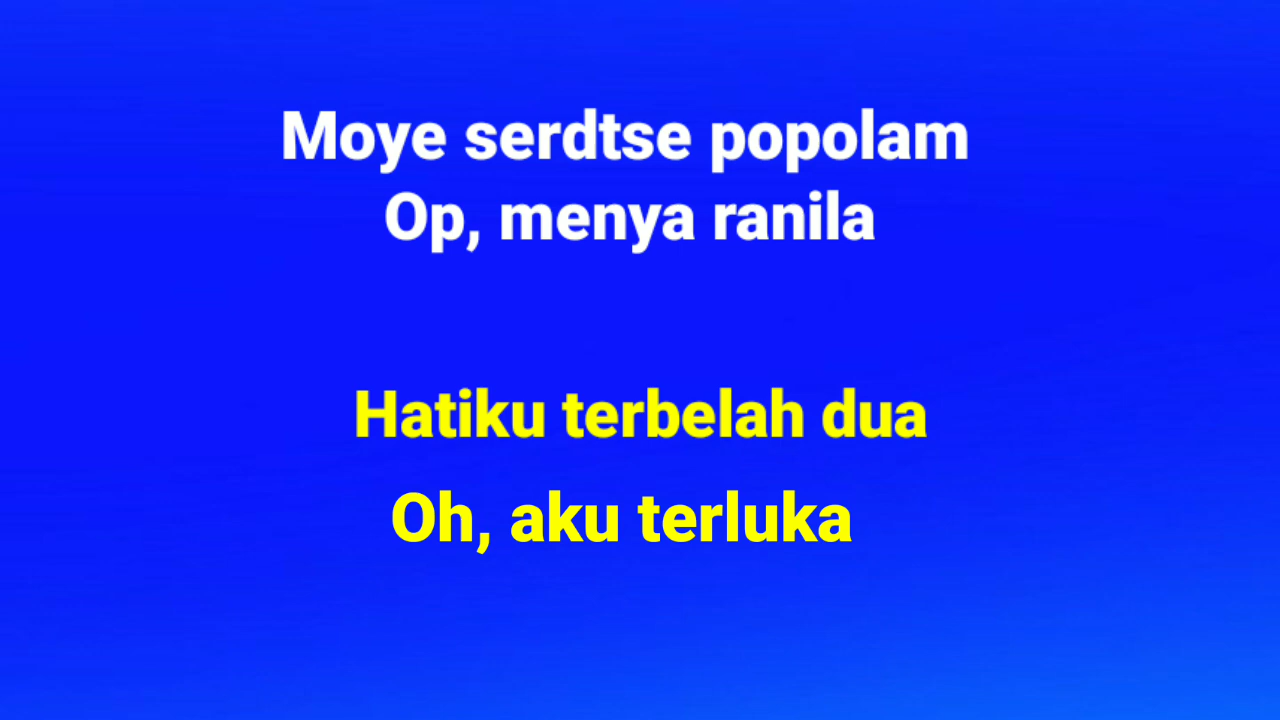 Moye serdtse popolam
Op, menya ranila
Hatiku terbelah dua
Oh, aku terluka